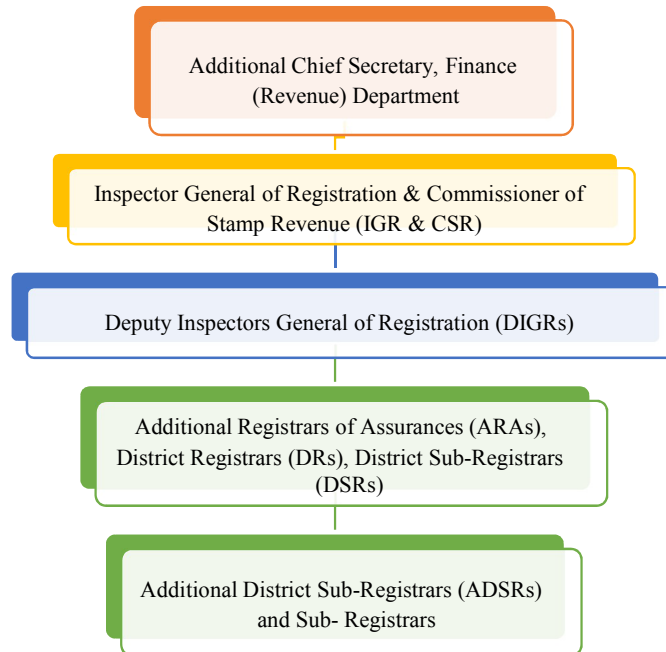 Additional Chief Secretary, Finance
(Revenue) Department
Inspector General of Registration & Commissioner of
Stamp Revenue (IGR & CSR)
Deputy Inspectors General of Registration (DIGRs)
Additional Registrars of Assurances (ARAs),
District Registrars (DRs), District Sub-Registrars
(DSRs)
Additional District Sub-Registrars (ADSRs)
and Sub- Registrars